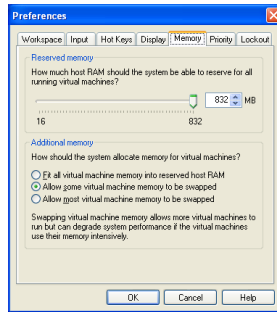 Preferences
Workspace Input Hot Keys Display Memory Priority Lockout
Reserved memory
How much host RAM should the system be able to reserve for all
running virtual machines?
832 MB
16 832
Additional memory
How should the system allocate memory for virtual machines?
Fit all virtual machine memory into reserved host RAM
Allow some virtual machine memory to be swapped
Allow most virtual machine memory to be swapped
Swapping virtual machine memory allows more virtual machines to
run but can degrade system performance if the virtual machines
use their memory intensively.
OK Cancel Help